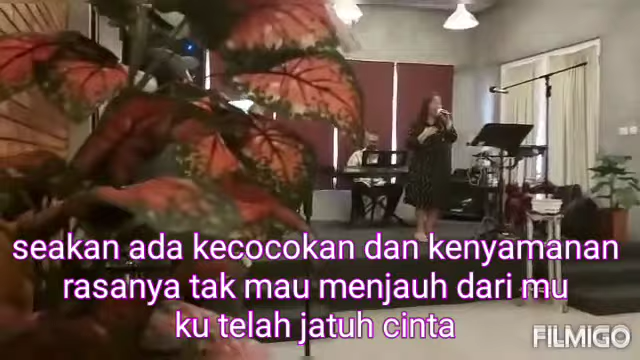 seakan ada kecocokan dan kenyamanan
rasanya tak mau menjauh dari mu
ku telah jatuh cinta
FILMIGO